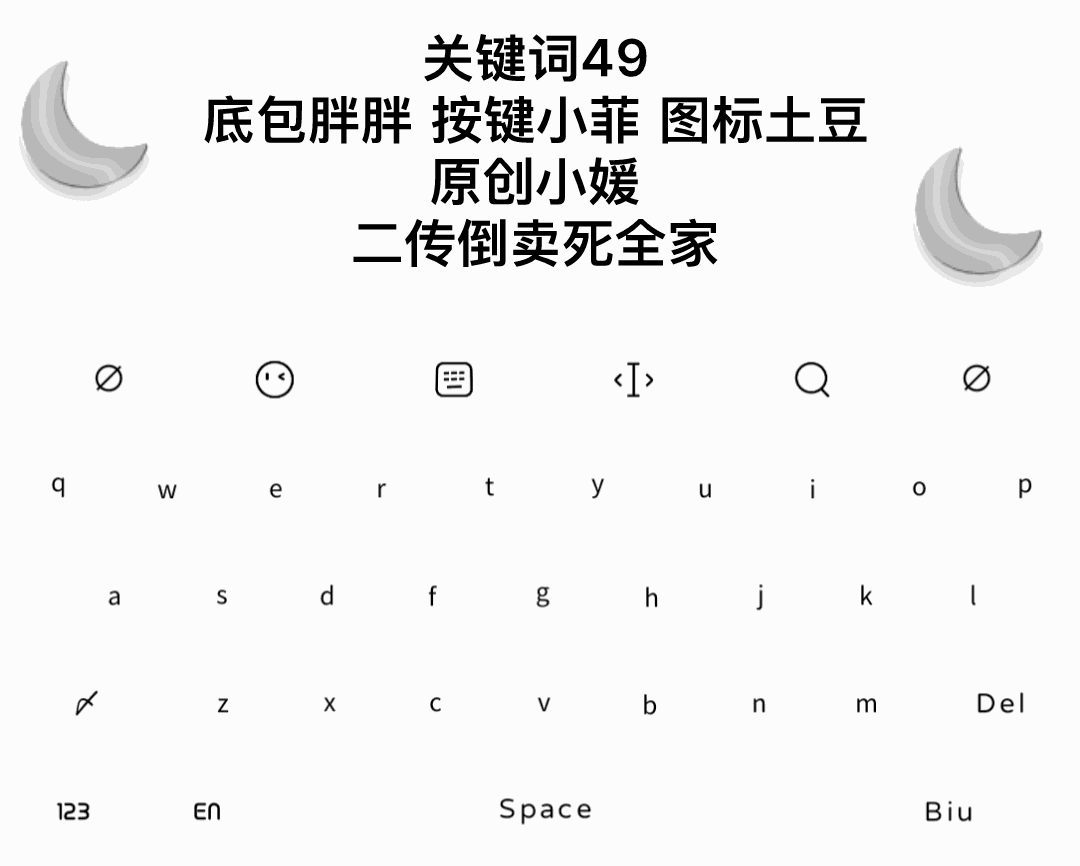 关键词49
底包胖胖 按键小菲 图标土豆
原创小媛
二传倒卖死全家
q w e r t y u i o p
a s d f g h j k l
z x c v b n m Del
123 EN Space Biu